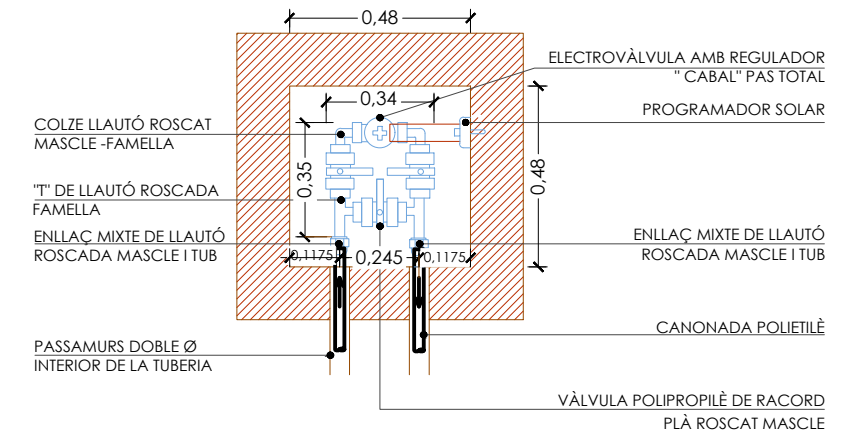 0,48
ELECTROVÀLVULA AMB REGULADOR
" CABAL" PAS TOTAL
0,34
PROGRAMADOR SOLAR
COLZE LLAUTÓ ROSCAT
MASCLE -FAMELLA
0,35
0,48
"T" DE LLAUTÓ ROSCADA
FAMELLA
ENLLAÇ MIXTE DE LLAUTÓ
ROSCADA MASCLE I TUB
ENLLAÇ MIXTE DE LLAUTÓ
ROSCADA MASCLE I TUB
0,1175
0,245
0,1175
CANONADA POLIETILÈ
PASSAMURS DOBLE Ø
INTERIOR DE LA TUBERIA
VÀLVULA POLIPROPILÈ DE RACORD
PLÀ ROSCAT MASCLE